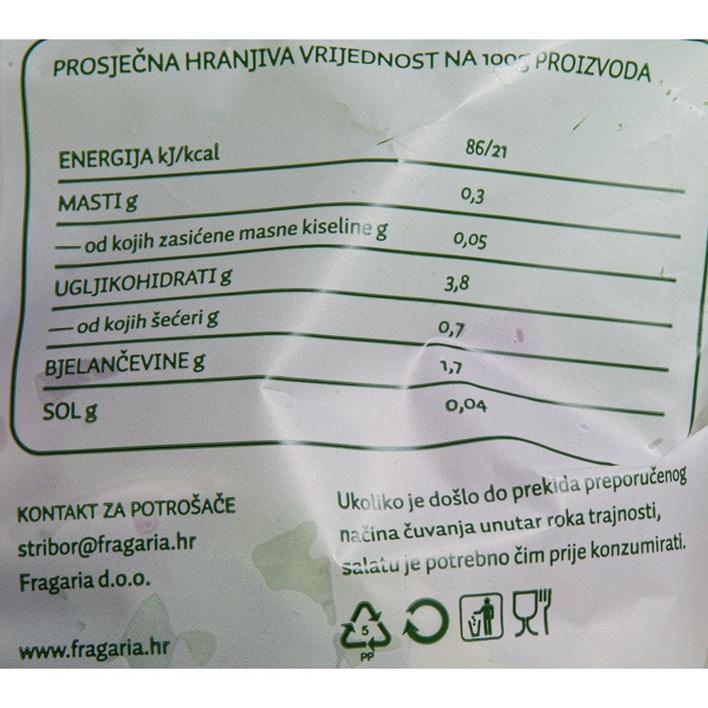 PROSJEČNA HRANJIVA VRIJEDNOST NA 100g PROIZVODA
ENERGIJA kJ/kcal 86/21
MASTI g 0,3
— od kojih zasićene masne kiseline g 0,05
UGLJIKOHIDRATI g 3,8
— od kojih šećeri g 0,7
BJELANČEVINE g 1,7
SOL g 0,04
KONTAKT ZA POTROŠAČE
stribor@fragaria.hr
Fragaria d.o.o.
www.fragaria.hr
Ukoliko je došlo do prekida preporučenog
načina čuvanja unutar roka trajnosti,
salatu je potrebno čim prije konzumirati.
5
PP